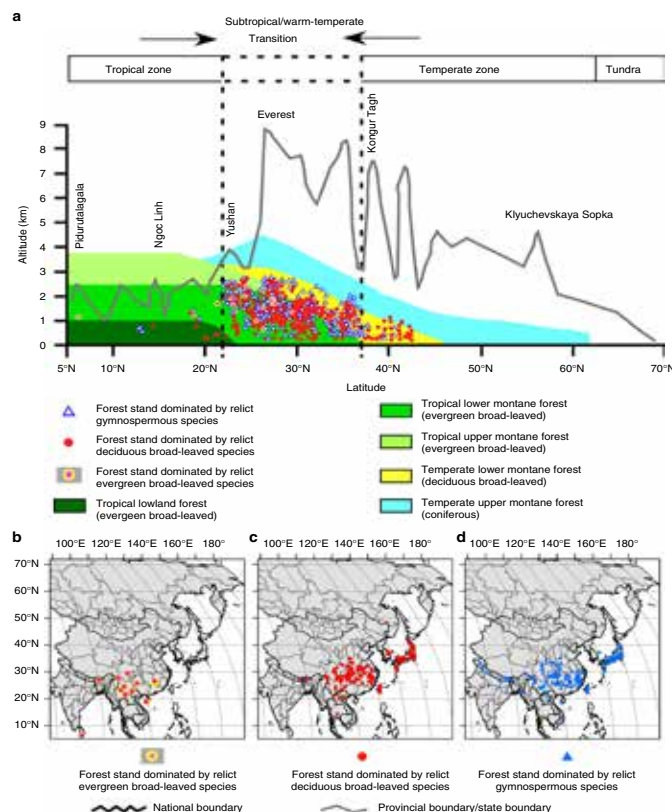 a
Subtropical/warm-temperate
Transition
Tropical zone
Temperate zone
Tundra
Everest
Kongur Tagh
Pidurutalagala
Ngoc Linh
Yushan
Klyuchevskaya Sopka
Altitude (km)
9
8
7
6
5
4
3
2
1
0
5°N 10°N 20°N 30°N 40°N 50°N 60°N 70°N
Latitude
Forest stand dominated by relict
gymnospermous species
Forest stand dominated by relict
deciduous broad-leaved species
Forest stand dominated by relict
evergreen broad-leaved species
Tropical lowland forest
(evergeen broad-leaved)
Tropical lower montane forest
(evergreen broad-leaved)
Tropical upper montane forest
(evergreen broad-leaved)
Temperate lower montane forest
(deciduous broad-leaved)
Temperate upper montane forest
(coniferous)
b c d
100°E 120°E 140°E 160°E 180° 100°E 120°E 140°E 160°E 180° 100°E 120°E 140°E 160°E 180°
70°N
60°N
50°N
40°N
30°N
20°N
10°N
Forest stand dominated by relict
evergreen broad-leaved species
Forest stand dominated by relict
deciduous broad-leaved species
Forest stand dominated by relict
gymnospermous species
National boundary
Provincial boundary/state boundary